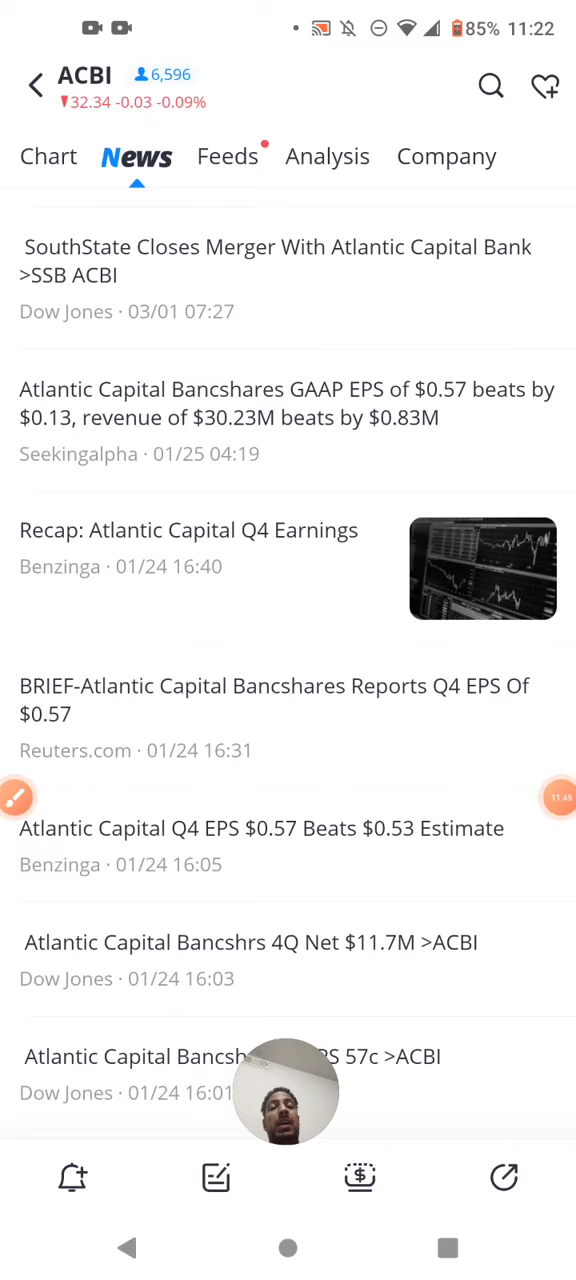 85% 11:22
ACBI 6,596
32.34 -0.03 -0.09%
Chart News Feeds Analysis Company
SouthState Closes Merger With Atlantic Capital Bank
>SSB ACBI
Dow Jones · 03/01 07:27
Atlantic Capital Bancshares GAAP EPS of $0.57 beats by
$0.13, revenue of $30.23M beats by $0.83M
Seekingalpha · 01/25 04:19
Recap: Atlantic Capital Q4 Earnings
Benzinga · 01/24 16:40
BRIEF-Atlantic Capital Bancshares Reports Q4 EPS Of
$0.57
Reuters.com · 01/24 16:31
11:45
Atlantic Capital Q4 EPS $0.57 Beats $0.53 Estimate
Benzinga · 01/24 16:05
Atlantic Capital Bancshrs 4Q Net $11.7M >ACBI
Dow Jones · 01/24 16:03
Atlantic Capital 57c >ACBI
Dow Jones · 01/24 16:01